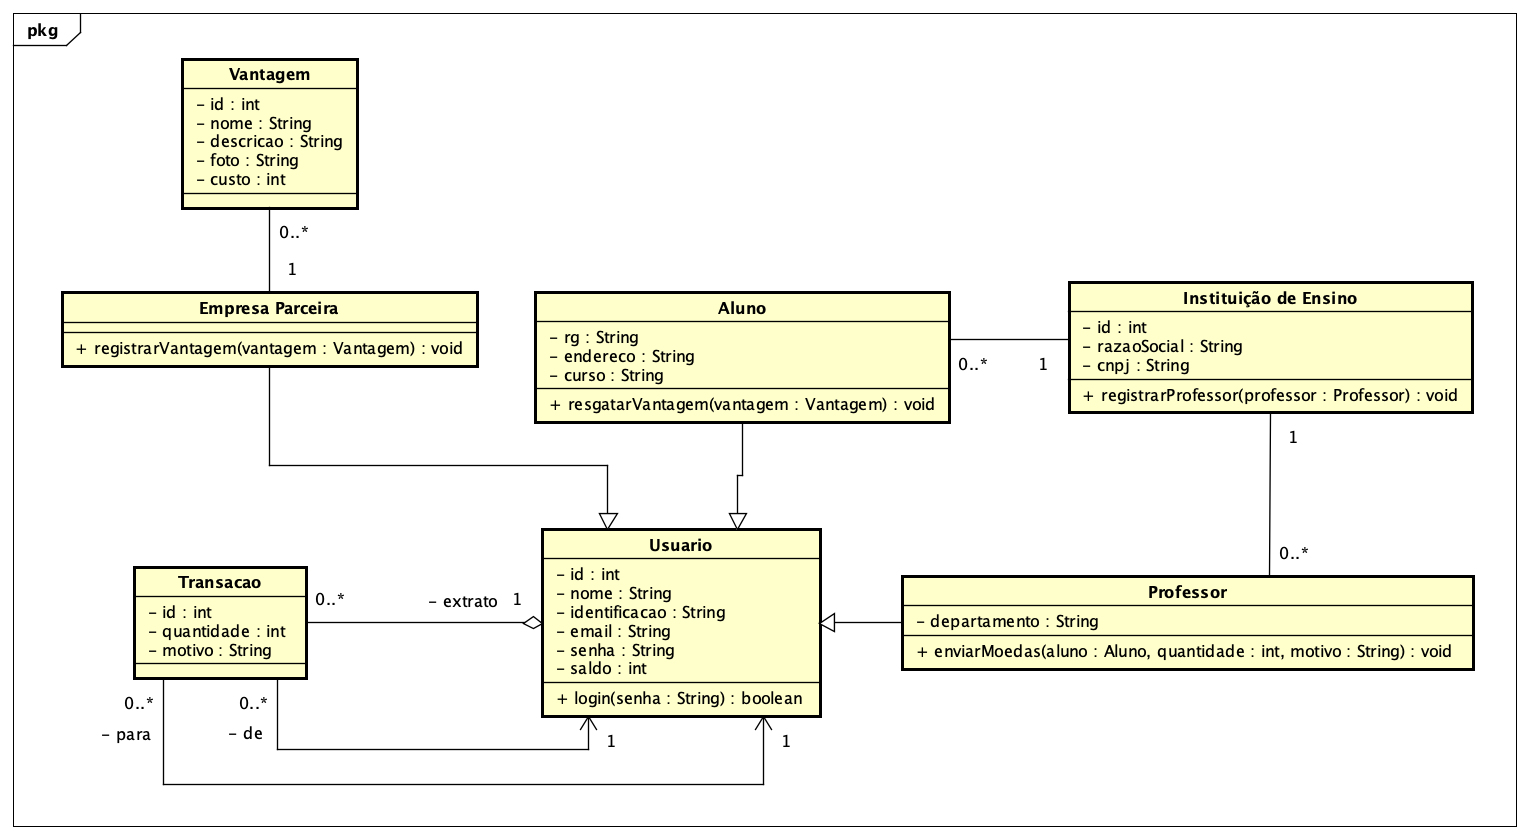 pkg
Vantagem
– id : int
– nome : String
– descricao : String
– foto : String
– custo : int
0..*
1
Empresa Parceira
+ registrarVantagem(vantagem : Vantagem) : void
Aluno
– rg : String
– endereco : String
– curso : String
+ resgatarVantagem(vantagem : Vantagem) : void
0..*
1
Instituição de Ensino
– id : int
– razaoSocial : String
– cnpj : String
+ registrarProfessor(professor : Professor) : void
1
0..*
Transacao
– id : int
– quantidade : int
– motivo : String
0..*
– extrato
1
Usuario
– id : int
– nome : String
– identificacao : String
– email : String
– senha : String
– saldo : int
+ login(senha : String) : boolean
Professor
– departamento : String
+ enviarMoedas(aluno : Aluno, quantidade : int, motivo : String) : void
0..*
– para
0..*
– de
1
1